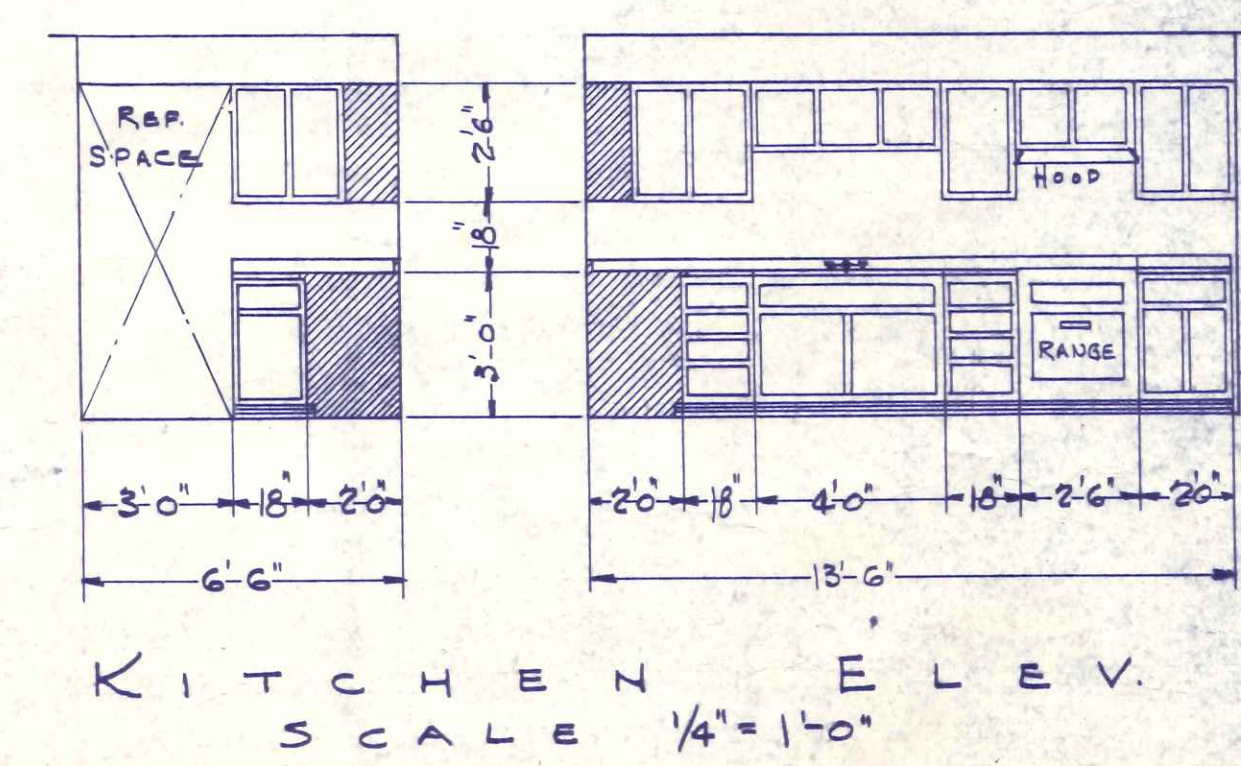 REF.
SPACE
2'6"
18"
3'-0"
HOOD
RANGE
3'-0" 18" 2'0"
6'-6"
2'0" 18" 4'0" 18" 2'6" 2'0"
13'-6"
KITCHEN ELEV.
SCALE 1/4" = 1'-0"